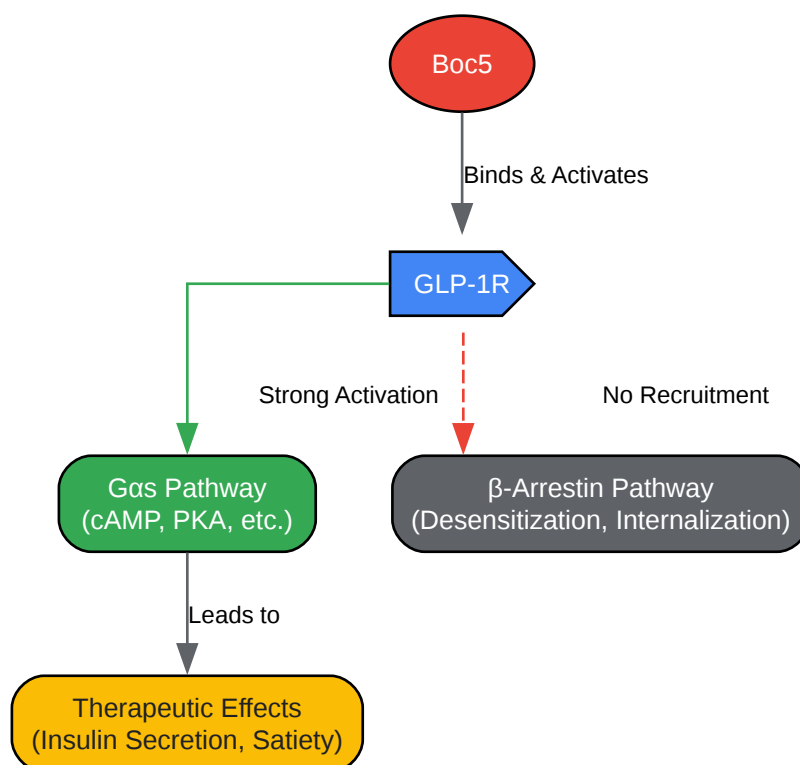 Boc5
Binds & Activates
GLP-1R
Strong Activation
No Recruitment
Gαs Pathway
(cAMP, PKA, etc.)
β-Arrestin Pathway
(Desensitization, Internalization)
Leads to
Therapeutic Effects
(Insulin Secretion, Satiety)